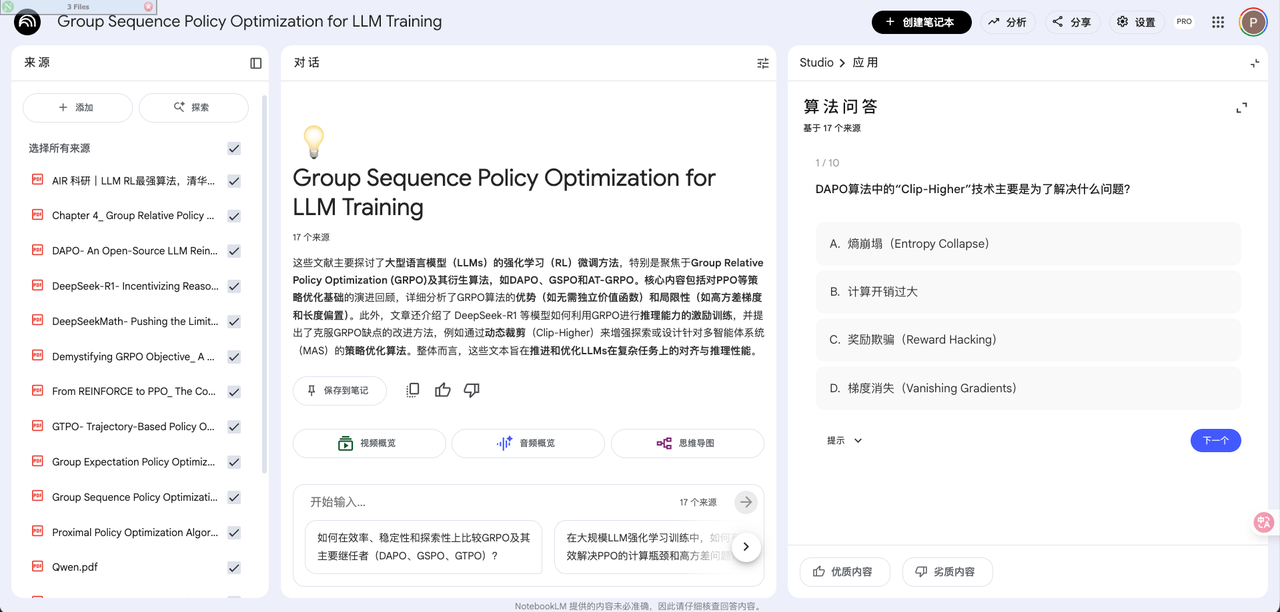 3 Files
Group Sequence Policy Optimization for LLM Training
创建笔记本
分析
分享
设置
PRO
P
来源
添加
探索
选择所有来源
PDF AIR 科研｜LLM RL最强算法，清华...
PDF Chapter 4_ Group Relative Policy ...
PDF DAPO- An Open-Source LLM Rein...
PDF DeepSeek-R1- Incentivizing Reaso...
PDF DeepSeekMath- Pushing the Limit...
PDF Demystifying GRPO Objective_ A ...
PDF From REINFORCE to PPO_ The Co...
PDF GTPO- Trajectory-Based Policy O...
PDF Group Expectation Policy Optimiz...
PDF Group Sequence Policy Optimizati...
PDF Proximal Policy Optimization Algor...
PDF Qwen.pdf
对话
Group Sequence Policy Optimization for
LLM Training
17 个来源
这些文献主要探讨了大型语言模型（LLMs）的强化学习（RL）微调方法，特别是聚焦于Group Relative
Policy Optimization (GRPO)及其衍生算法，如DAPO、GSPO和AT-GRPO。核心内容包括对PPO等策
略优化基础的演进回顾，详细分析了GRPO算法的优势（如无需独立价值函数）和局限性（如高方差梯度
和长度偏置）。此外，文章还介绍了 DeepSeek-R1 等模型如何利用GRPO进行推理能力的激励训练，并提
出了克服GRPO缺点的改进方法，例如通过动态裁剪（Clip-Higher）来增强探索或设计针对多智能体系统
（MAS）的策略优化算法。整体而言，这些文本旨在推进和优化LLMs在复杂任务上的对齐与推理性能。
保存到笔记
视频概览
音频概览
思维导图
开始输入...
17 个来源
如何在效率、稳定性和探索性上比较GRPO及其
主要继任者（DAPO、GSPO、GTPO）?
在大规模LLM强化学习训练中，如何
效解决PPO的计算瓶颈和高方差问题
NotebookLM 提供的内容未必准确，因此请仔细核查回答内容。
Studio
应用
算法问答
基于 17 个来源
1 / 10
DAPO算法中的“Clip-Higher”技术主要是为了解决什么问题?
A. 熵崩塌（Entropy Collapse）
B. 计算开销过大
C. 奖励欺骗（Reward Hacking）
D. 梯度消失（Vanishing Gradients）
提示
下一个
优质内容
劣质内容